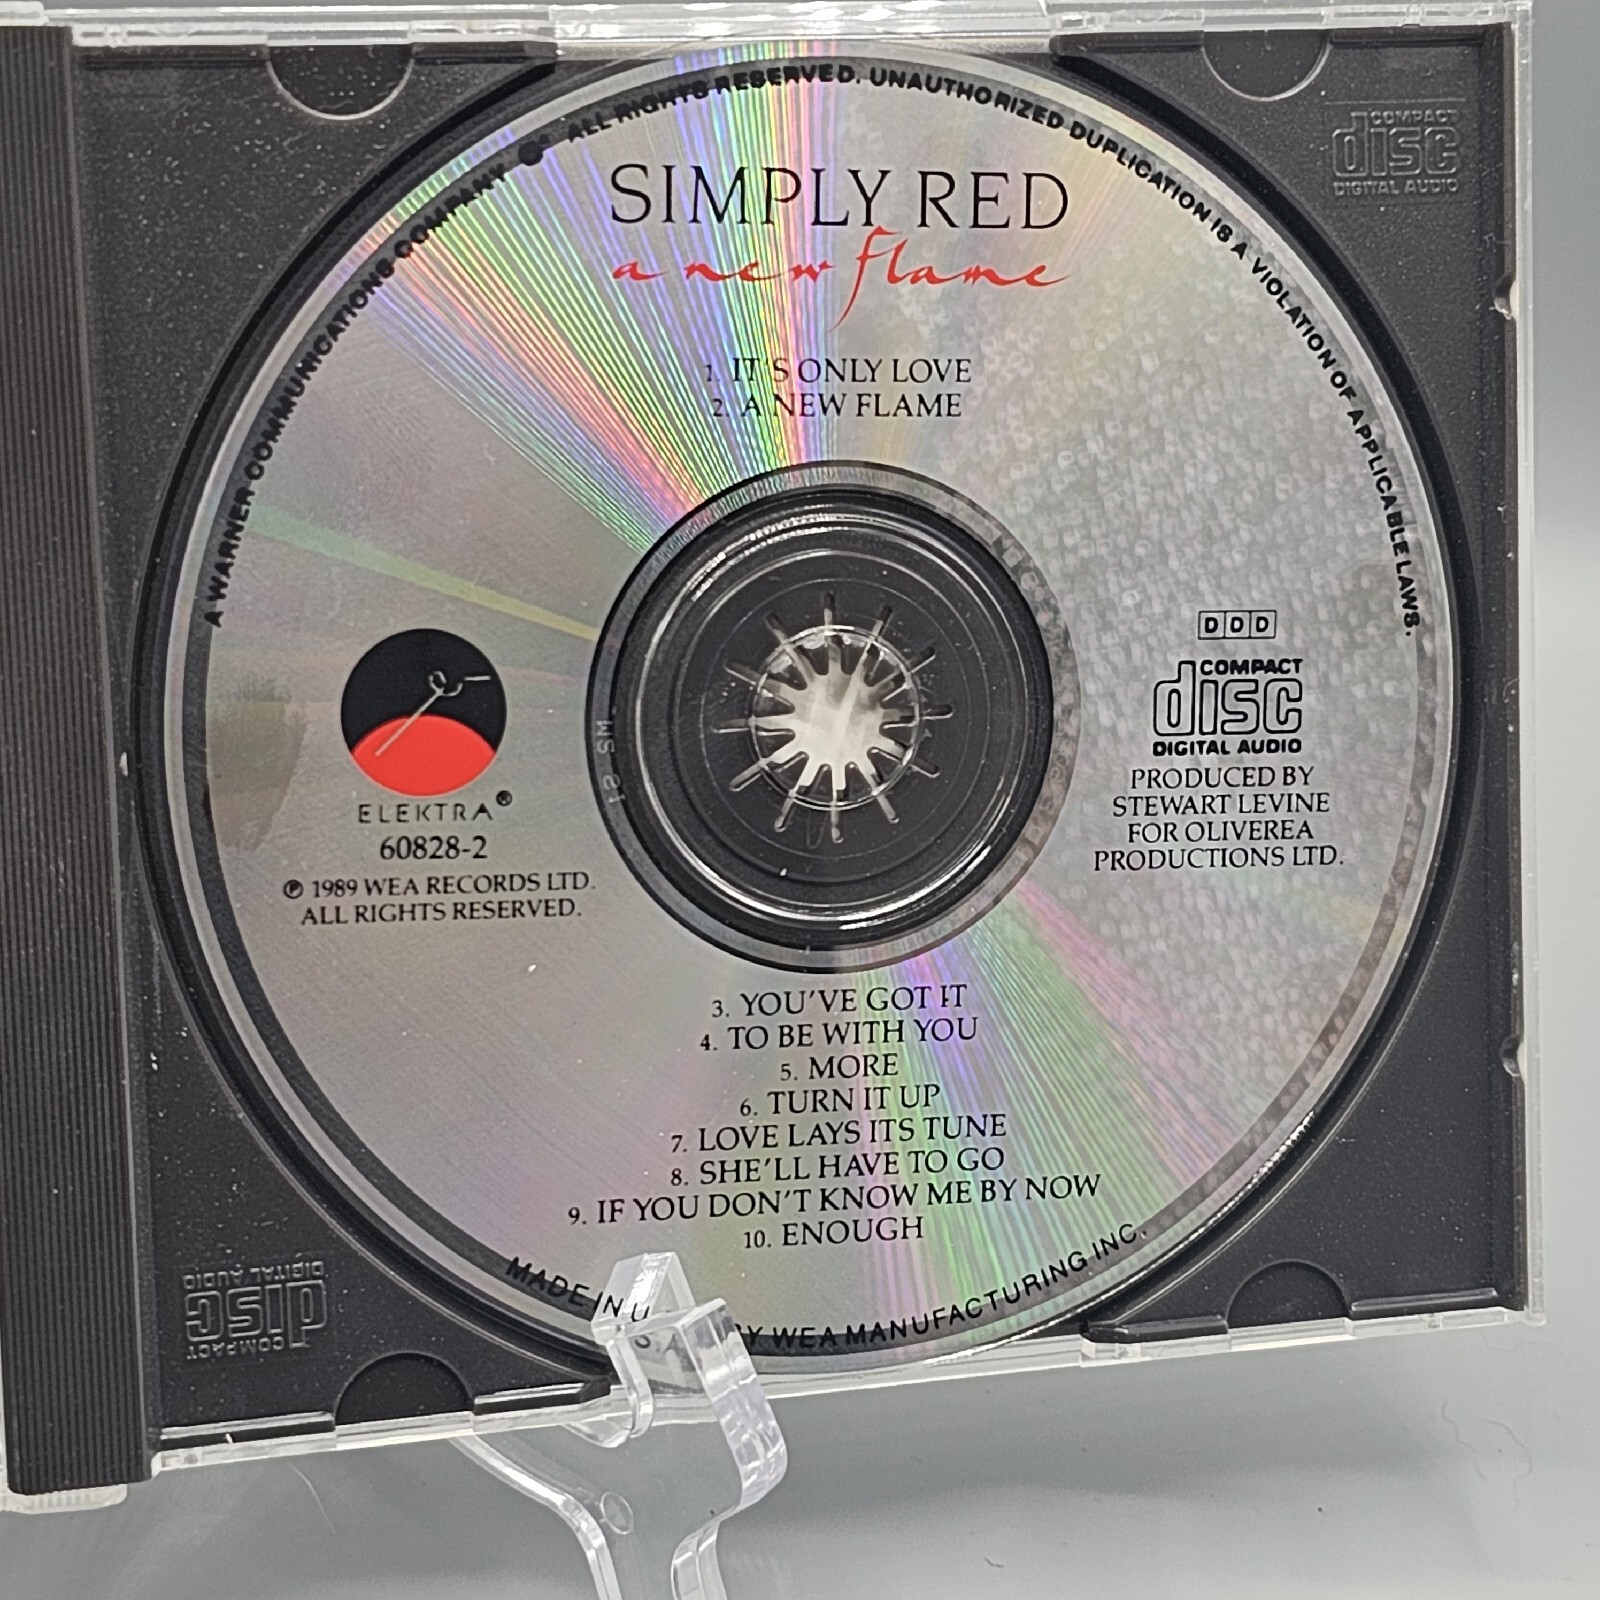 A WARNER COMMUNICATIONS COMPANY ALL RIGHTS RESERVED. UNAUTHORIZED DUPLICATION IS A VIOLATION OF APPLICABLE LAWS.
COMPACT
disc
DIGITAL AUDIO
SIMPLY RED
a new flame
1. IT'S ONLY LOVE
2. A NEW FLAME
DDD
COMPACT
disc
DIGITAL AUDIO
PRODUCED BY
STEWART LEVINE
FOR OLIVEREA
PRODUCTIONS LTD.
ELEKTRA®
60828-2
℗ 1989 WEA RECORDS LTD.
ALL RIGHTS RESERVED.
3. YOU'VE GOT IT
4. TO BE WITH YOU
5. MORE
6. TURN IT UP
7. LOVE LAYS ITS TUNE
8. SHE'LL HAVE TO GO
9. IF YOU DON'T KNOW ME BY NOW
10. ENOUGH
MADE IN U WEA MANUFACTURING INC.
COMPACT
disc
DIGITAL AUDIO